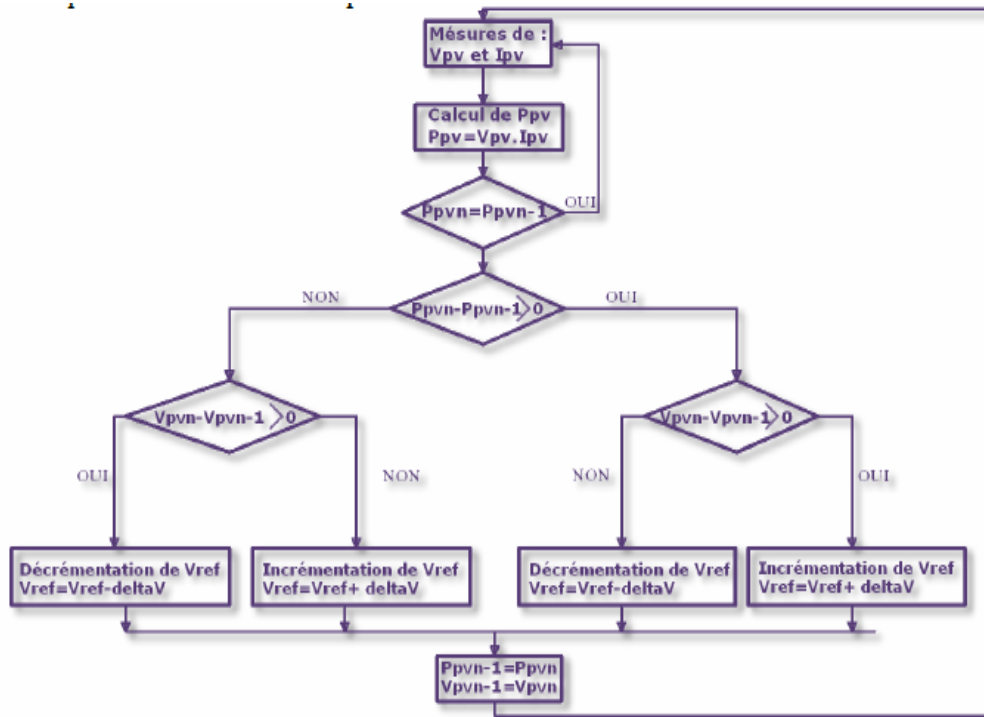 Mésures de :
Vpv et Ipv
Calcul de Ppv
Ppv=Vpv.Ipv
Ppvn=Ppvn-1
OUI
NON
Ppvn-Ppvn-1>0
OUI
Vpvn-Vpvn-1 >0
Vpvn-Vpvn-1>0
OUI
NON
NON
OUI
Décrémentation de Vref
Vref=Vref-deltaV
Incrémentation de Vref
Vref=Vref+ deltaV
Décrémentation de Vref
Vref=Vref-deltaV
Incrémentation de Vref
Vref=Vref+ deltaV
Ppvn-1=Ppvn
Vpvn-1=Vpvn